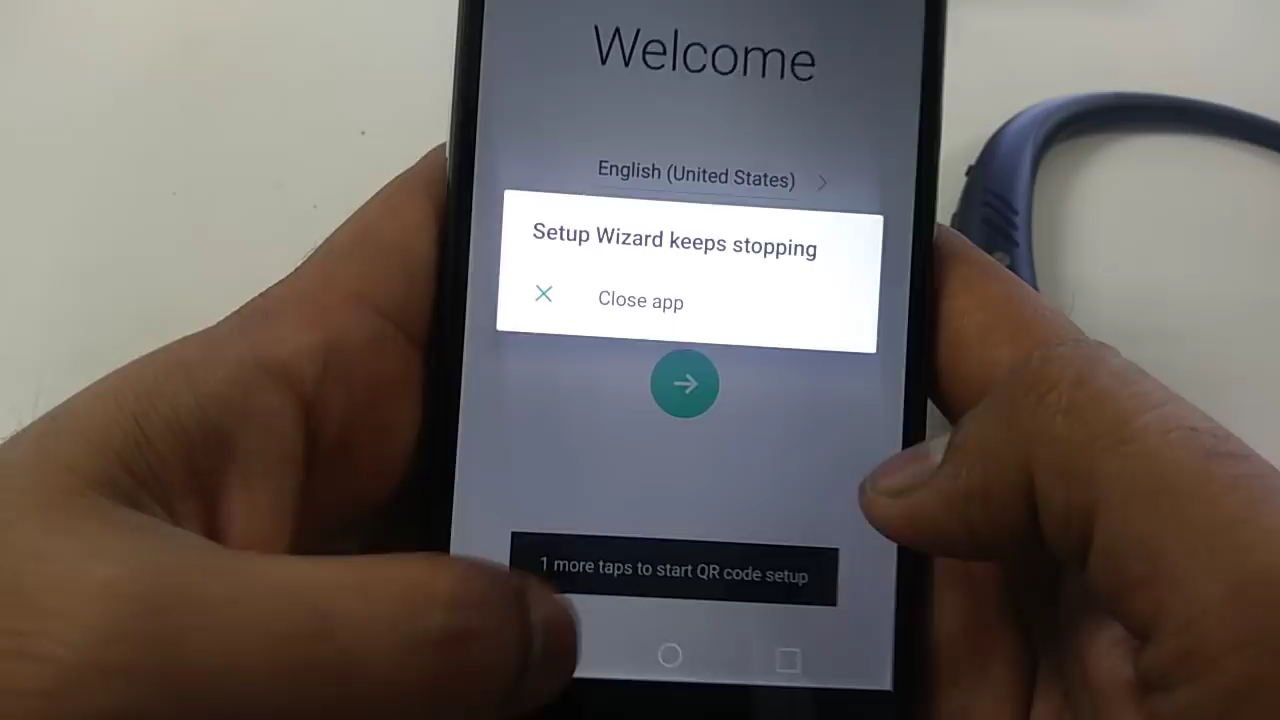 Welcome
English (United States)
Setup Wizard keeps stopping
Close app
1 more taps to start QR code setup